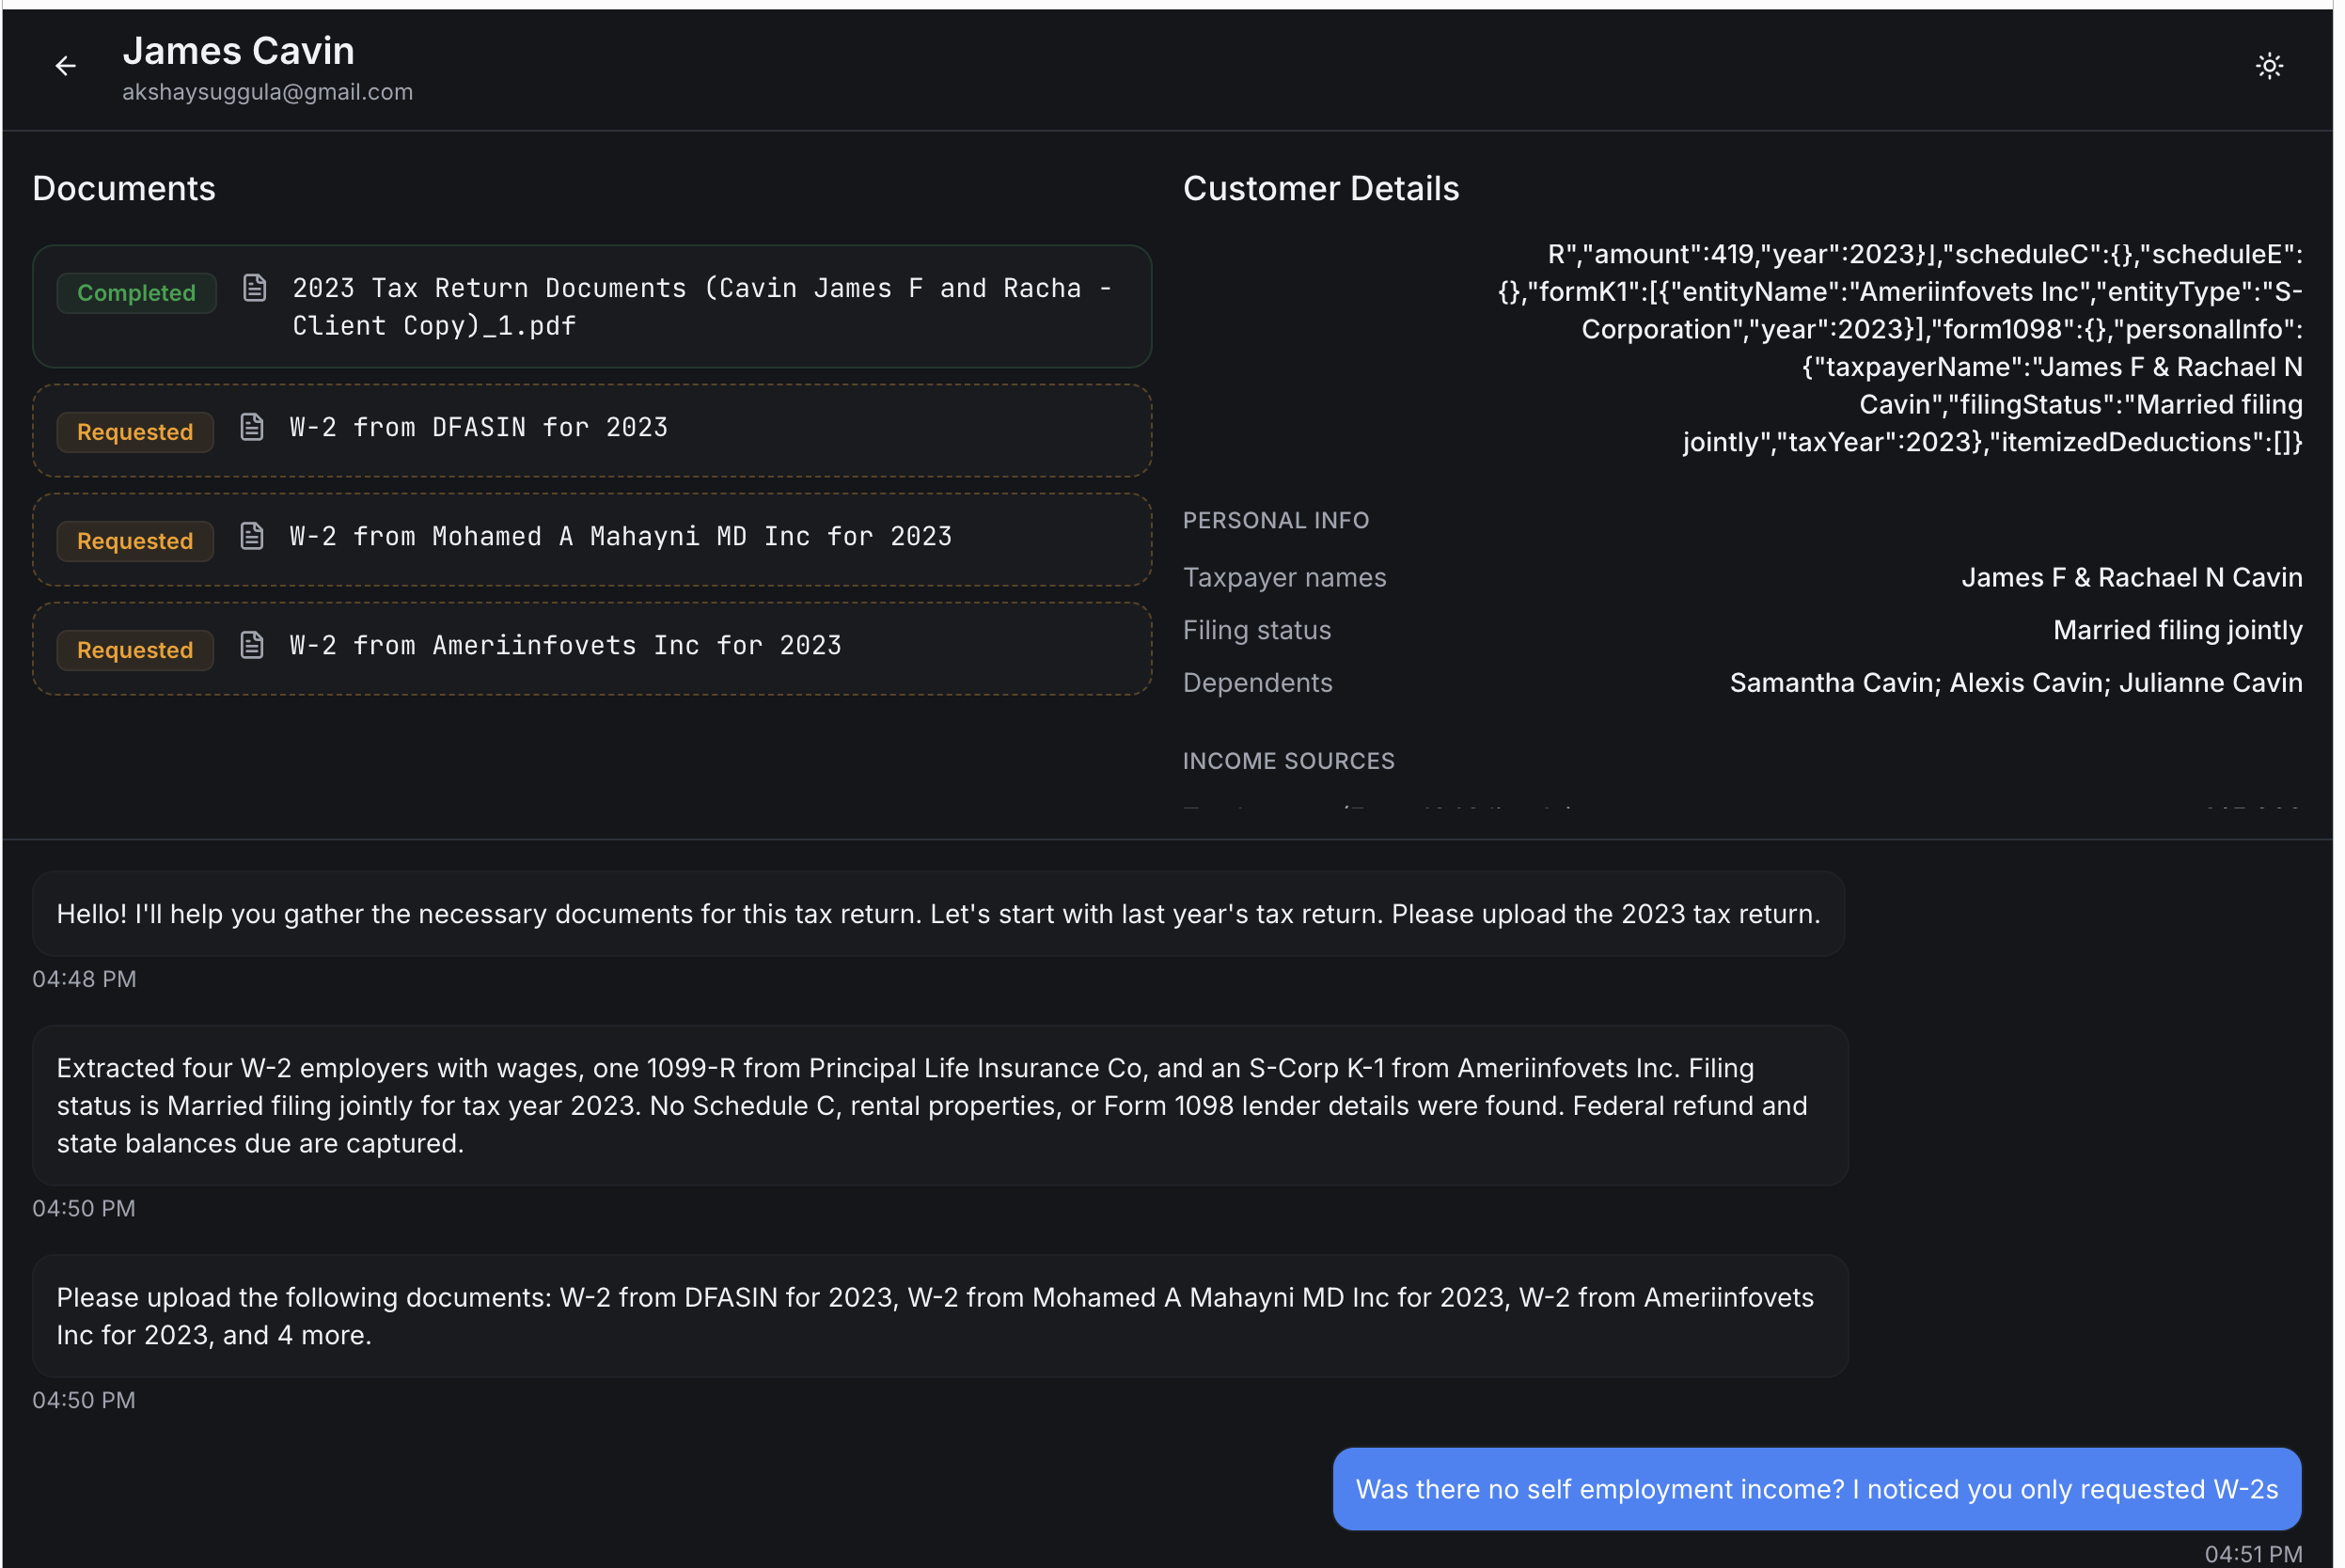 James Cavin
akshaysuggula@gmail.com
Documents
Completed
2023 Tax Return Documents (Cavin James F and Racha -
Client Copy)_1.pdf
Requested
W-2 from DFASIN for 2023
Requested
W-2 from Mohamed A Mahayni MD Inc for 2023
Requested
W-2 from Ameriinfovets Inc for 2023
Customer Details
R","amount":419,"year":2023}],"scheduleC":{},"scheduleE":
{},"formK1":[{"entityName":"Ameriinfovets Inc","entityType":"S-
Corporation","year":2023}],"form1098":{},"personalInfo":
{"taxpayerName":"James F & Rachael N
Cavin","filingStatus":"Married filing
jointly","taxYear":2023},"itemizedDeductions":[]}
PERSONAL INFO
Taxpayer names James F & Rachael N Cavin
Filing status Married filing jointly
Dependents Samantha Cavin; Alexis Cavin; Julianne Cavin
INCOME SOURCES
Hello! I'll help you gather the necessary documents for this tax return. Let's start with last year's tax return. Please upload the 2023 tax return.
04:48 PM
Extracted four W-2 employers with wages, one 1099-R from Principal Life Insurance Co, and an S-Corp K-1 from Ameriinfovets Inc. Filing
status is Married filing jointly for tax year 2023. No Schedule C, rental properties, or Form 1098 lender details were found. Federal refund and
state balances due are captured.
04:50 PM
Please upload the following documents: W-2 from DFASIN for 2023, W-2 from Mohamed A Mahayni MD Inc for 2023, W-2 from Ameriinfovets
Inc for 2023, and 4 more.
04:50 PM
Was there no self employment income? I noticed you only requested W-2s
04:51 PM